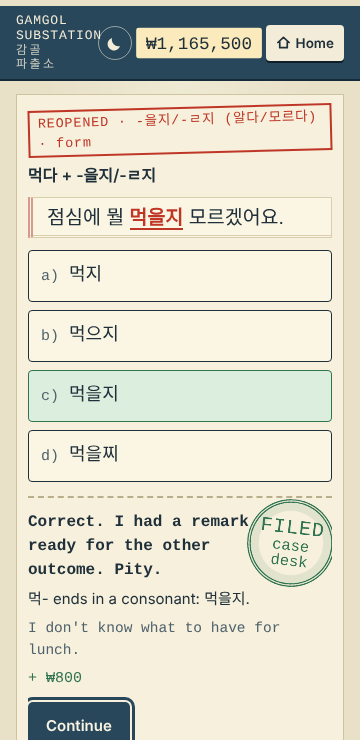 GAMGOL
SUBSTATION
감골
파출소
₩1,165,500
Home
REOPENED · -을지/-ㄹ지 (알다/모르다)
· form
먹다 + -을지/-ㄹ지
점심에 뭘 먹을지 모르겠어요.
a) 먹지
b) 먹으지
c) 먹을지
d) 먹을찌
Correct. I had a remark
ready for the other
outcome. Pity.
FILED
case
desk
먹- ends in a consonant: 먹을지.
I don't know what to have for
lunch.
+ ₩800
Continue